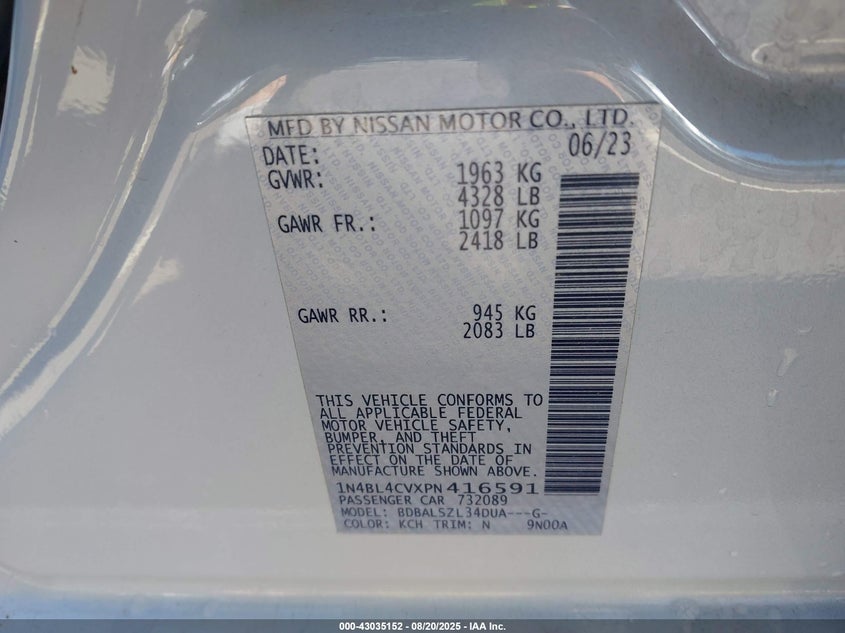 MFD BY NISSAN MOTOR CO., LTD.
DATE: 06/23
GVWR: 1963 KG
4328 LB
GAWR FR.: 1097 KG
2418 LB
GAWR RR.: 945 KG
2083 LB
THIS VEHICLE CONFORMS TO
ALL APPLICABLE FEDERAL
MOTOR VEHICLE SAFETY,
BUMPER, AND THEFT
PREVENTION STANDARDS IN
EFFECT ON THE DATE OF
MANUFACTURE SHOWN ABOVE.
1N4BL4CVXPN416591
PASSENGER CAR 732089
MODEL: BDBALSZL34DUA---G-
COLOR: KCH TRIM: N 9N00A
000-43035152 - 08/20/2025 - IAA Inc.